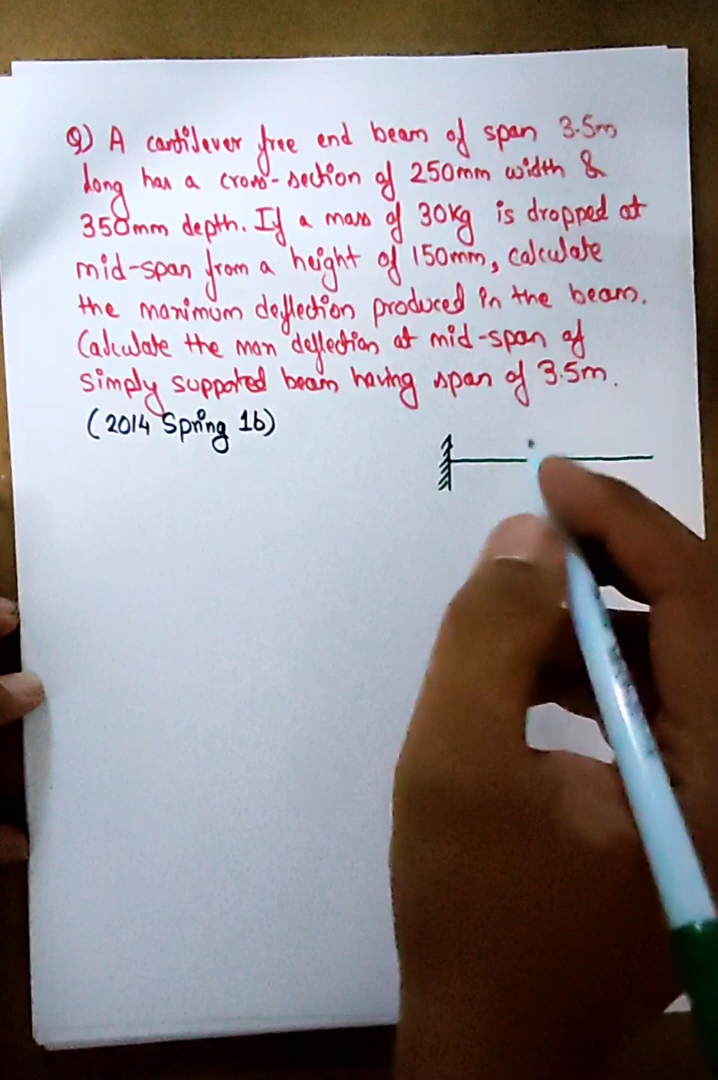 Q) A cantilever free end beam of span 3.5m
long has a cross-section of 250mm width &
350mm depth. If a mass of 30kg is dropped at
mid-span from a height of 150mm, calculate
the maximum deflection produced in the beam.
Calculate the max deflection at mid-span of
simply supported beam having span of 3.5m.
(2014 Spring 1b)